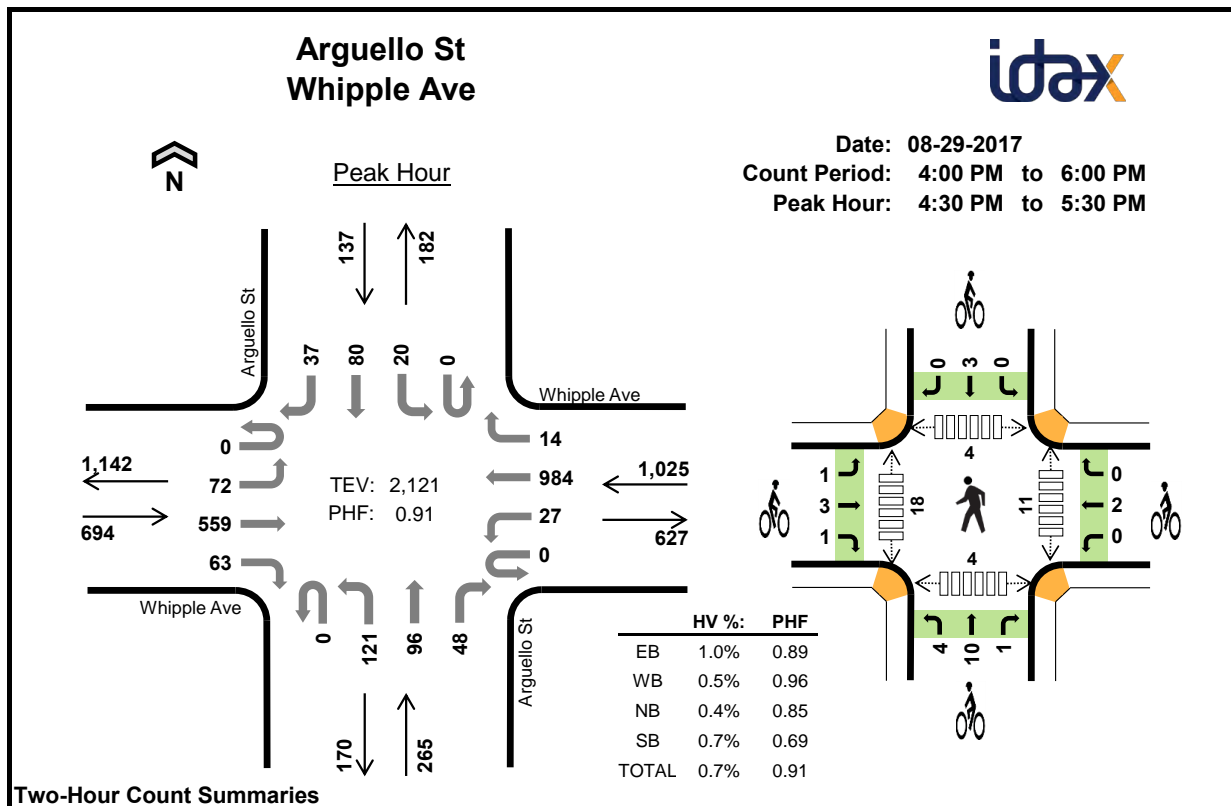 Arguello St
Whipple Ave
idax
Date: 08-29-2017
Count Period: 4:00 PM to 6:00 PM
Peak Hour: 4:30 PM to 5:30 PM
N
Peak Hour
137
182
Arguello St
37
80
20
0
Whipple Ave
0
72
559
63
1,142
694
TEV: 2,121
PHF: 0.91
14
984
27
0
1,025
627
Whipple Ave
0
121
96
48
Arguello St
170
265
HV %: PHF
EB 1.0% 0.89
WB 0.5% 0.96
NB 0.4% 0.85
SB 0.7% 0.69
TOTAL 0.7% 0.91
0
3
0
4
1
3
1
18
11
0
2
0
4
4
10
1
Two-Hour Count Summaries